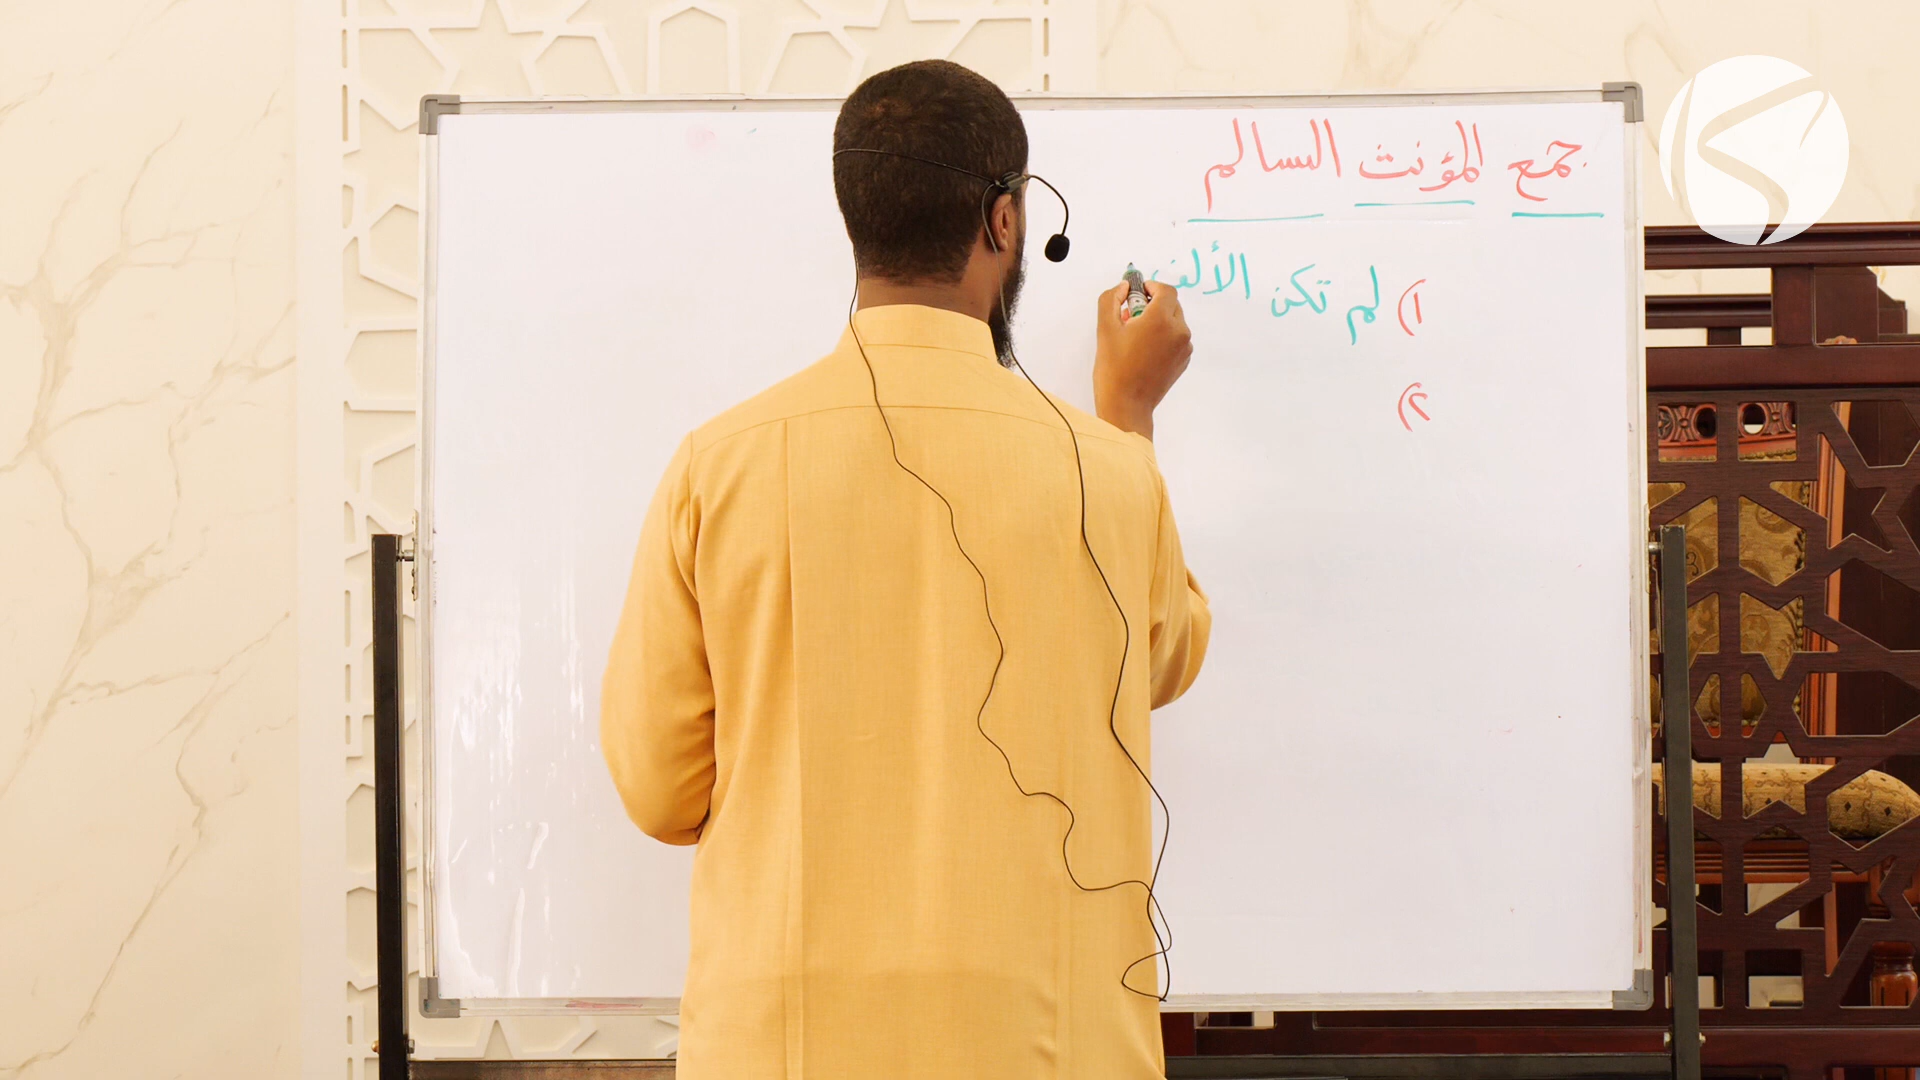 جمع المؤنث السالم
١) لم تكن الألف
٢)